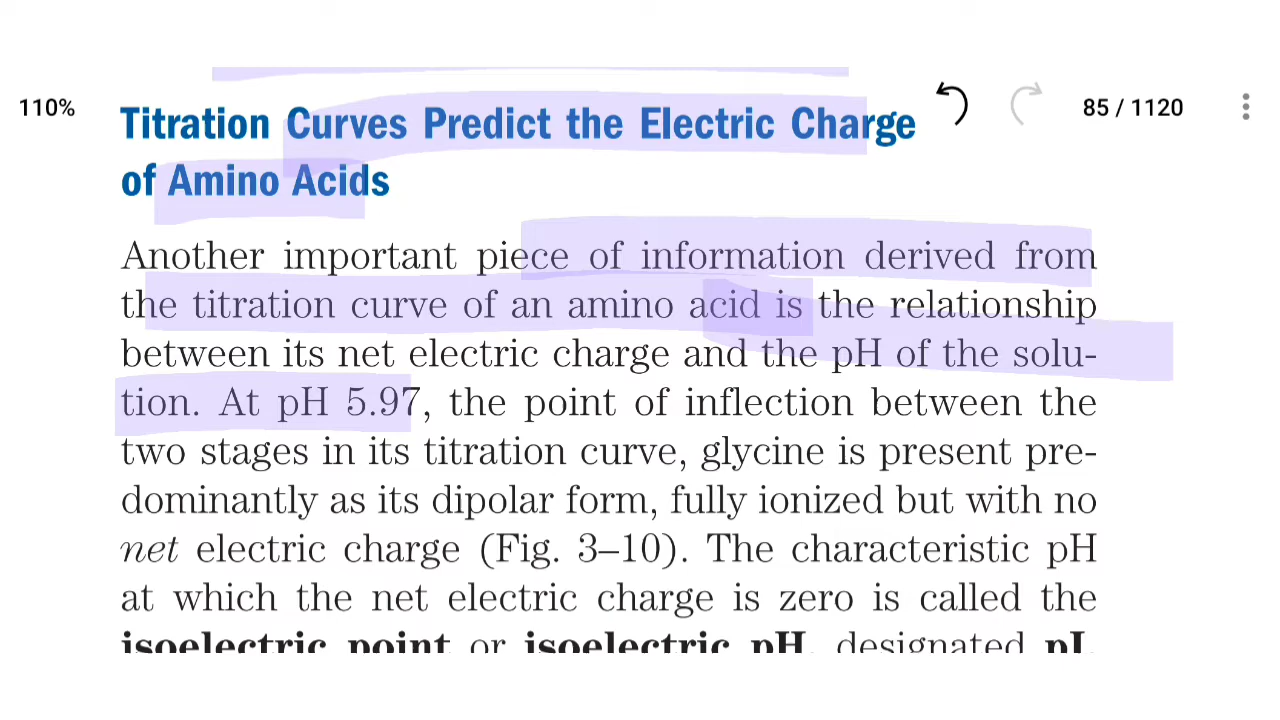 110%
Titration Curves Predict the Electric Charge
85 / 1120
of Amino Acids
Another important piece of information derived from
the titration curve of an amino acid is the relationship
between its net electric charge and the pH of the solu-
tion. At pH 5.97, the point of inflection between the
two stages in its titration curve, glycine is present pre-
dominantly as its dipolar form, fully ionized but with no
net electric charge (Fig. 3–10). The characteristic pH
at which the net electric charge is zero is called the
isoelectric point or isoelectric pH, designated pI.